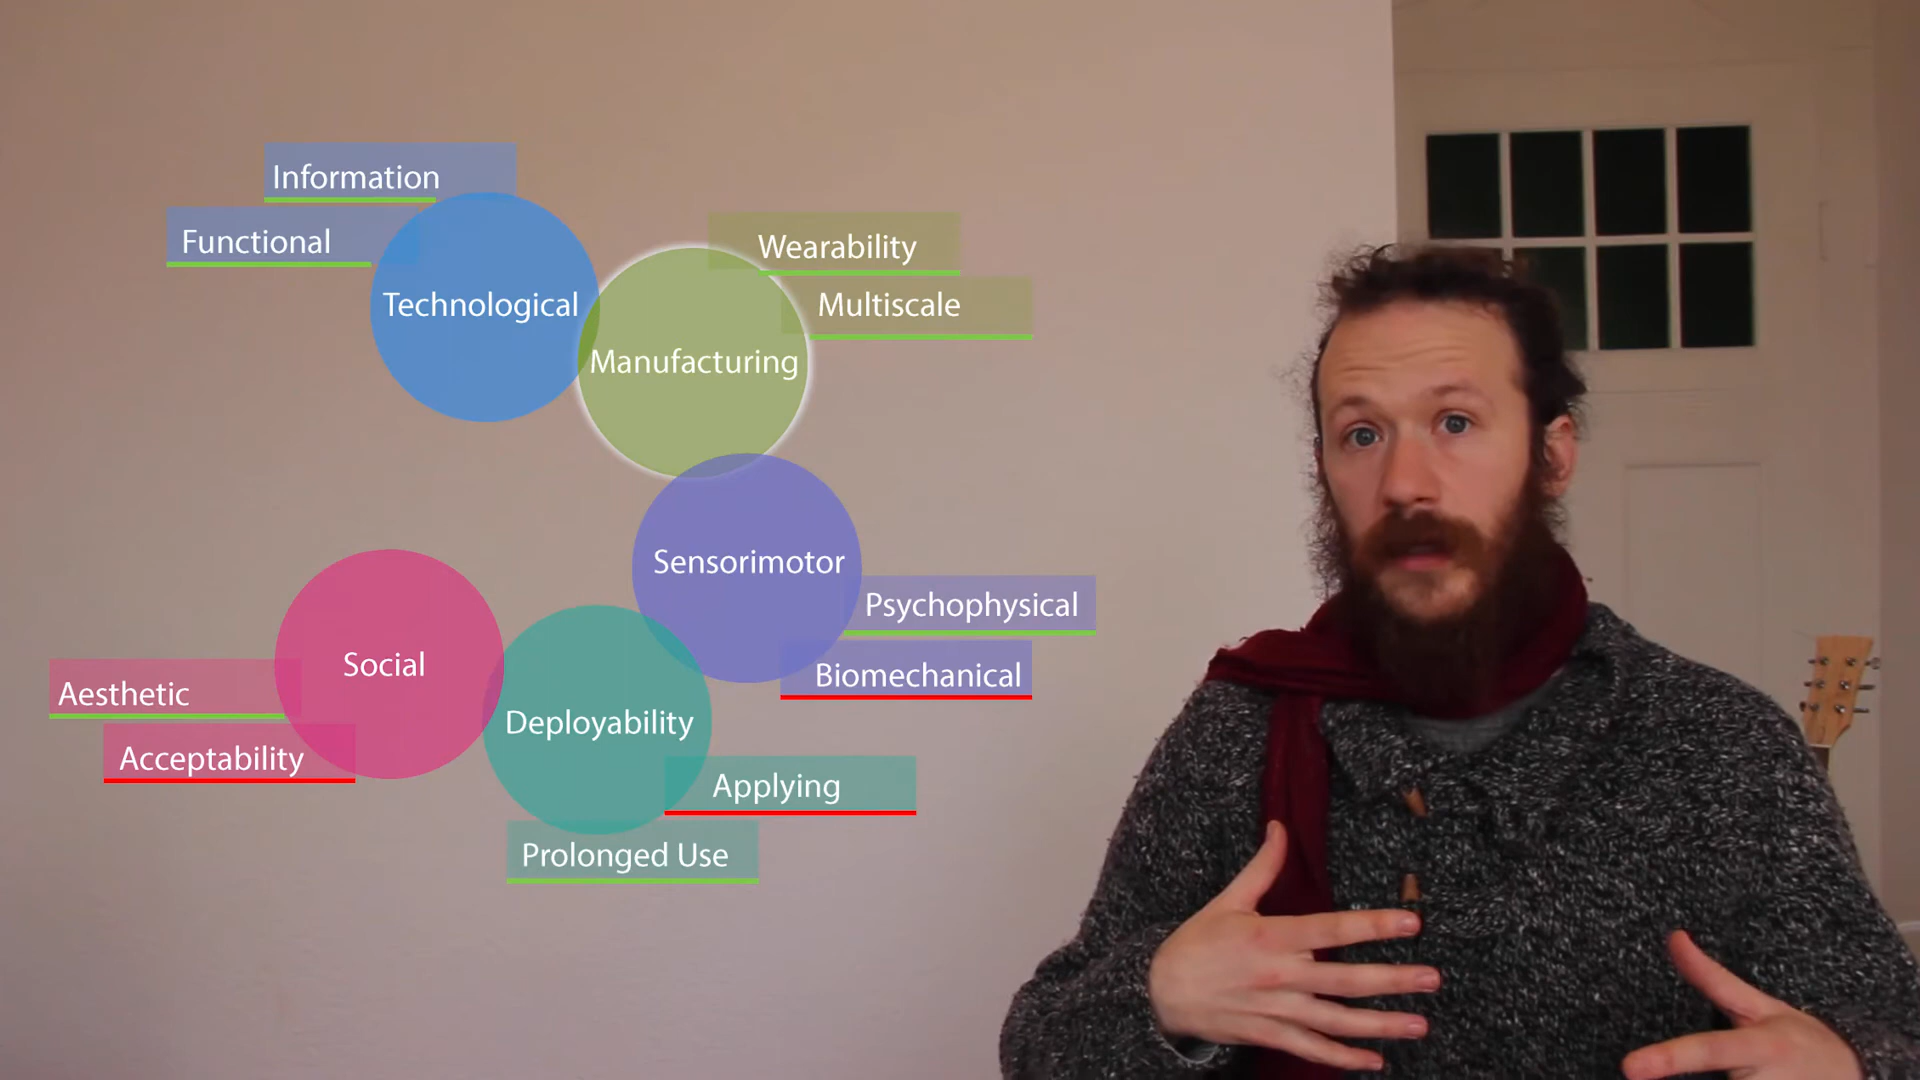 Information
Functional
Technological
Wearability
Multiscale
Manufacturing
Sensorimotor
Psychophysical
Biomechanical
Social
Aesthetic
Acceptability
Deployability
Applying
Prolonged Use